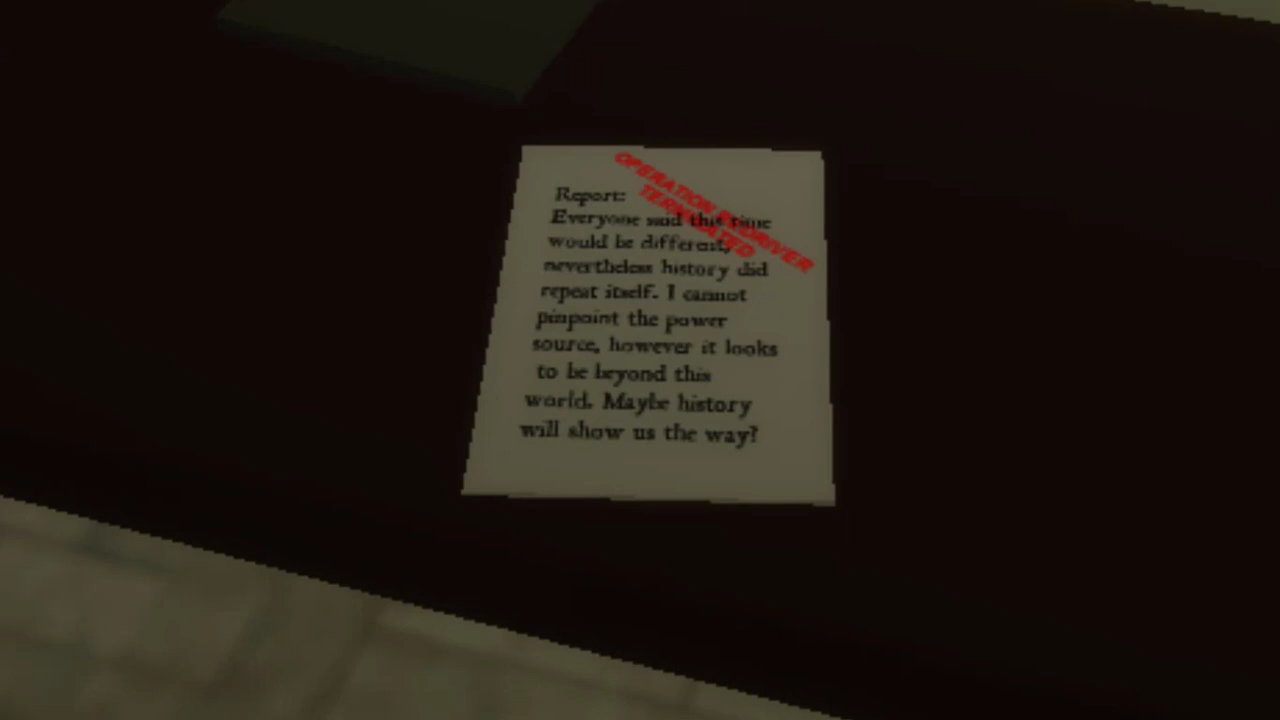 OPERATION
TERMINATED
Report:
Everyone said this time
would be different,
nevertheless history did
repeat itself. I cannot
pinpoint the power
source, however it looks
to be beyond this
world. Maybe history
will show us the way?